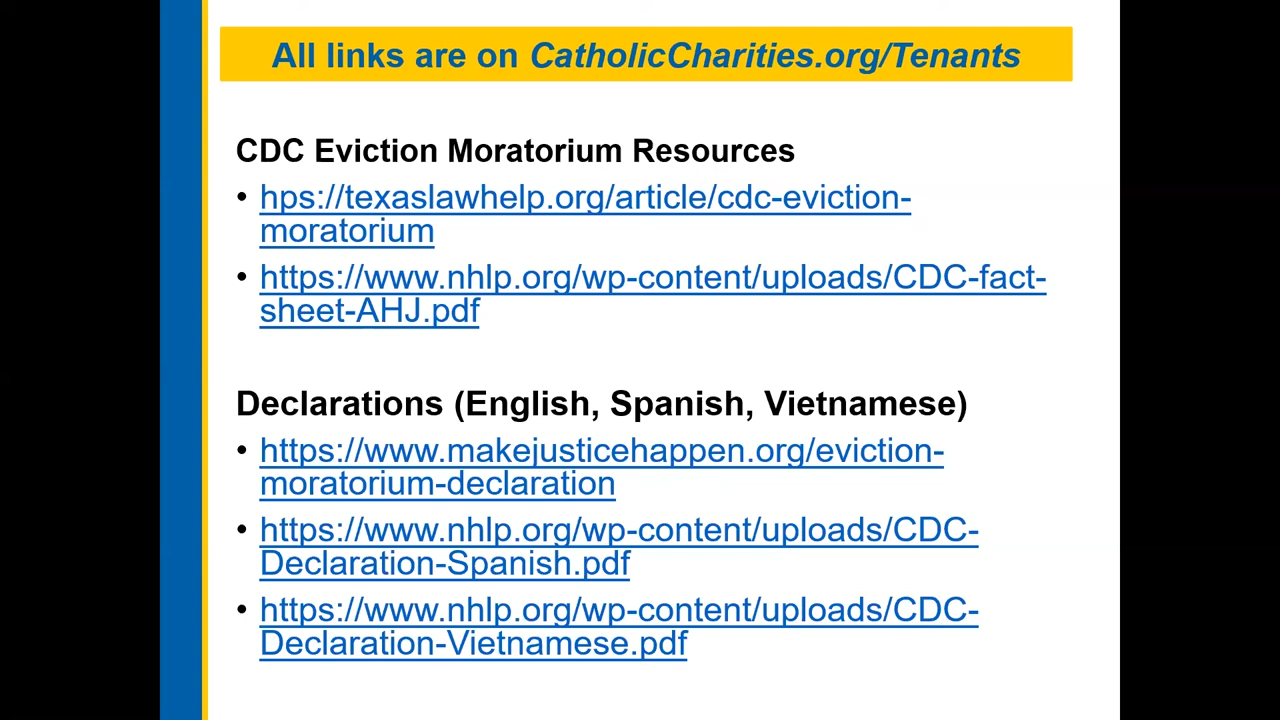 All links are on CatholicCharities.org/Tenants
CDC Eviction Moratorium Resources
• hps://texaslawhelp.org/article/cdc-eviction-
moratorium
• https://www.nhlp.org/wp-content/uploads/CDC-fact-
sheet-AHJ.pdf
Declarations (English, Spanish, Vietnamese)
• https://www.makejusticehappen.org/eviction-
moratorium-declaration
• https://www.nhlp.org/wp-content/uploads/CDC-
Declaration-Spanish.pdf
• https://www.nhlp.org/wp-content/uploads/CDC-
Declaration-Vietnamese.pdf